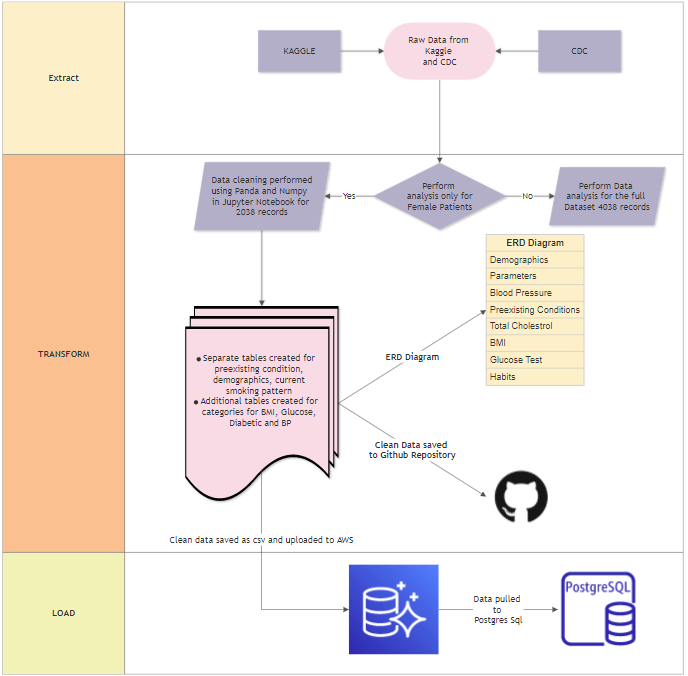 Extract
KAGGLE
Raw Data from
Kaggle
and CDC
CDC
TRANSFORM
Data cleaning performed
using Panda and Numpy
in Jupyter Notebook for
2038 records
Yes
Perform
analysis only for
Female Patients
No
Perform Data
analysis for the full
Dataset 4038 records
ERD Diagram
Demographics
Parameters
Blood Pressure
Preexisting Conditions
Total Cholestrol
BMI
Glucose Test
Habits
Separate tables created for
preexisting condition,
demographics, current
smoking pattern
Additional tables created for
categories for BMI, Glucose,
Diabetic and BP
ERD Diagram
Clean Data saved
to Github Repository
Clean data saved as csv and uploaded to AWS
LOAD
Data pulled
to
Postgres Sql
PostgreSQL